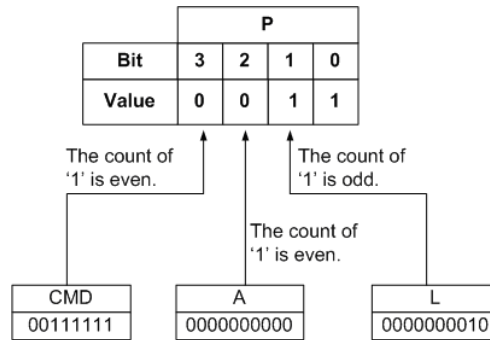 P
Bit 3 2 1 0
Value 0 0 1 1
The count of
'1' is even.
The count of
'1' is odd.
The count of
'1' is even.
CMD
00111111
A
0000000000
L
0000000010